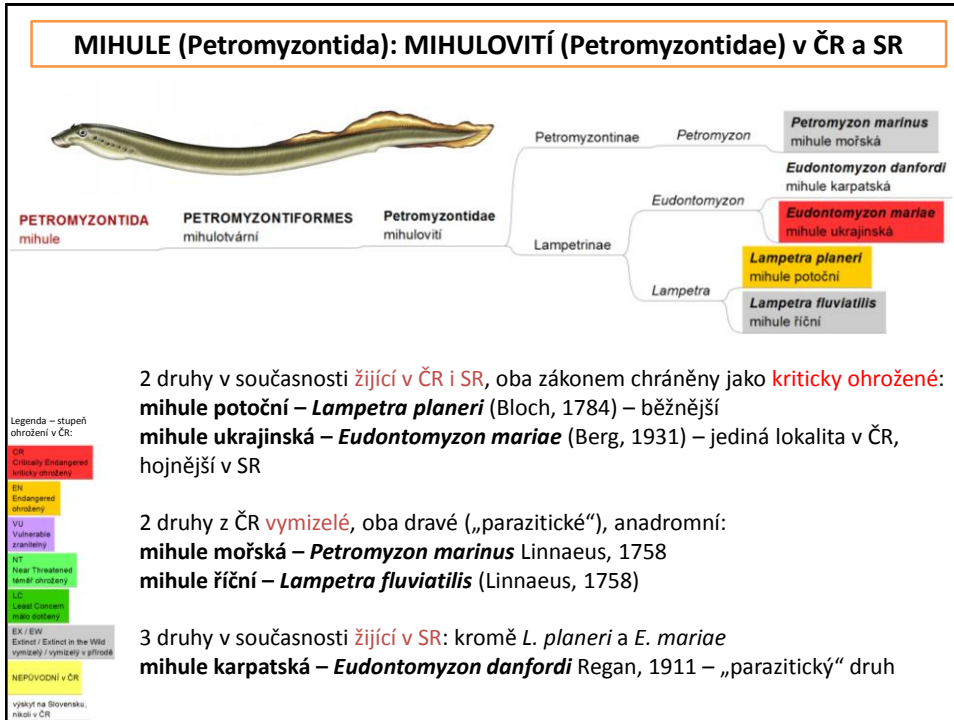 MIHULE (Petromyzontida): MIHULOVITÍ (Petromyzontidae) v ČR a SR
PETROMYZONTIDA
mihule
PETROMYZONTIFORMES
mihulotvární
Petromyzontidae
mihulovití
Petromyzontinae
Petromyzon
Petromyzon marinus
mihule mořská
Lampetrinae
Eudontomyzon
Eudontomyzon danfordi
mihule karpatská
Eudontomyzon mariae
mihule ukrajinská
Lampetra
Lampetra planeri
mihule potoční
Lampetra fluviatilis
mihule říční
2 druhy v současnosti žijící v ČR i SR, oba zákonem chráněny jako kriticky ohrožené:
mihule potoční – Lampetra planeri (Bloch, 1784) – běžnější
mihule ukrajinská – Eudontomyzon mariae (Berg, 1931) – jediná lokalita v ČR,
hojnější v SR
2 druhy z ČR vymizelé, oba dravé („parazitické“), anadromní:
mihule mořská – Petromyzon marinus Linnaeus, 1758
mihule říční – Lampetra fluviatilis (Linnaeus, 1758)
3 druhy v současnosti žijící v SR: kromě L. planeri a E. mariae
mihule karpatská – Eudontomyzon danfordi Regan, 1911 – „parazitický“ druh
Legenda – stupeň
ohrožení v ČR:
CR
Critically Endangered
kriticky ohrožený
EN
Endangered
ohrožený
VU
Vulnerable
zranitelný
NT
Near Threatened
téměř ohrožený
LC
Least Concern
málo dotčený
EX / EW
Extinct / Extinct in the Wild
vymizelý / vymizelý v přírodě
NEPŮVODNÍ v ČR
výskyt na Slovensku,
nikoli v ČR